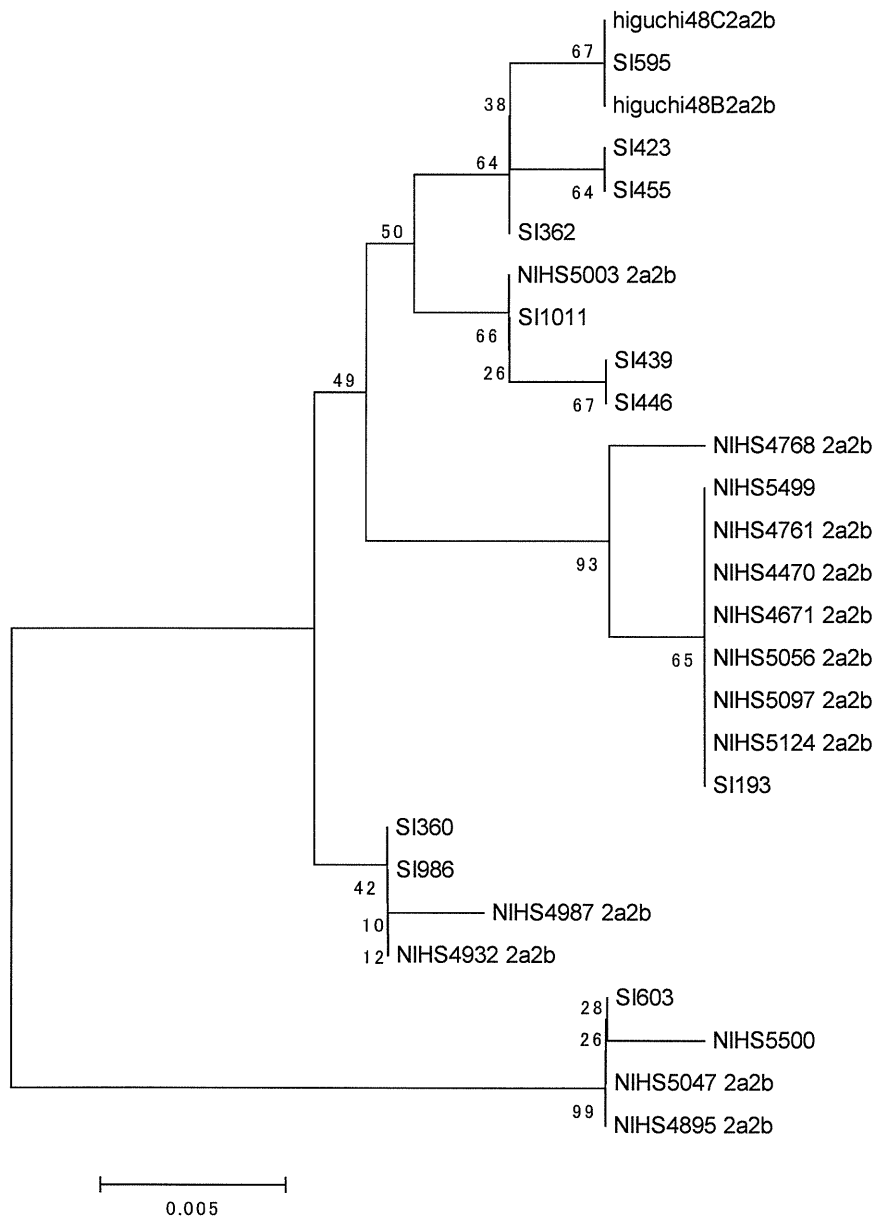 higuchi48C2a2b
67
SI595
38
higuchi48B2a2b
SI423
64
64
SI455
50
SI362
NIHS5003 2a2b
SI1011
66
SI439
26
49
SI446
67
NIHS4768 2a2b
NIHS5499
NIHS4761 2a2b
93
NIHS4470 2a2b
NIHS4671 2a2b
NIHS5056 2a2b
65
NIHS5097 2a2b
NIHS5124 2a2b
SI193
SI360
SI986
42
NIHS4987 2a2b
10
12
NIHS4932 2a2b
SI603
28
26
NIHS5500
NIHS5047 2a2b
99
NIHS4895 2a2b
0.005